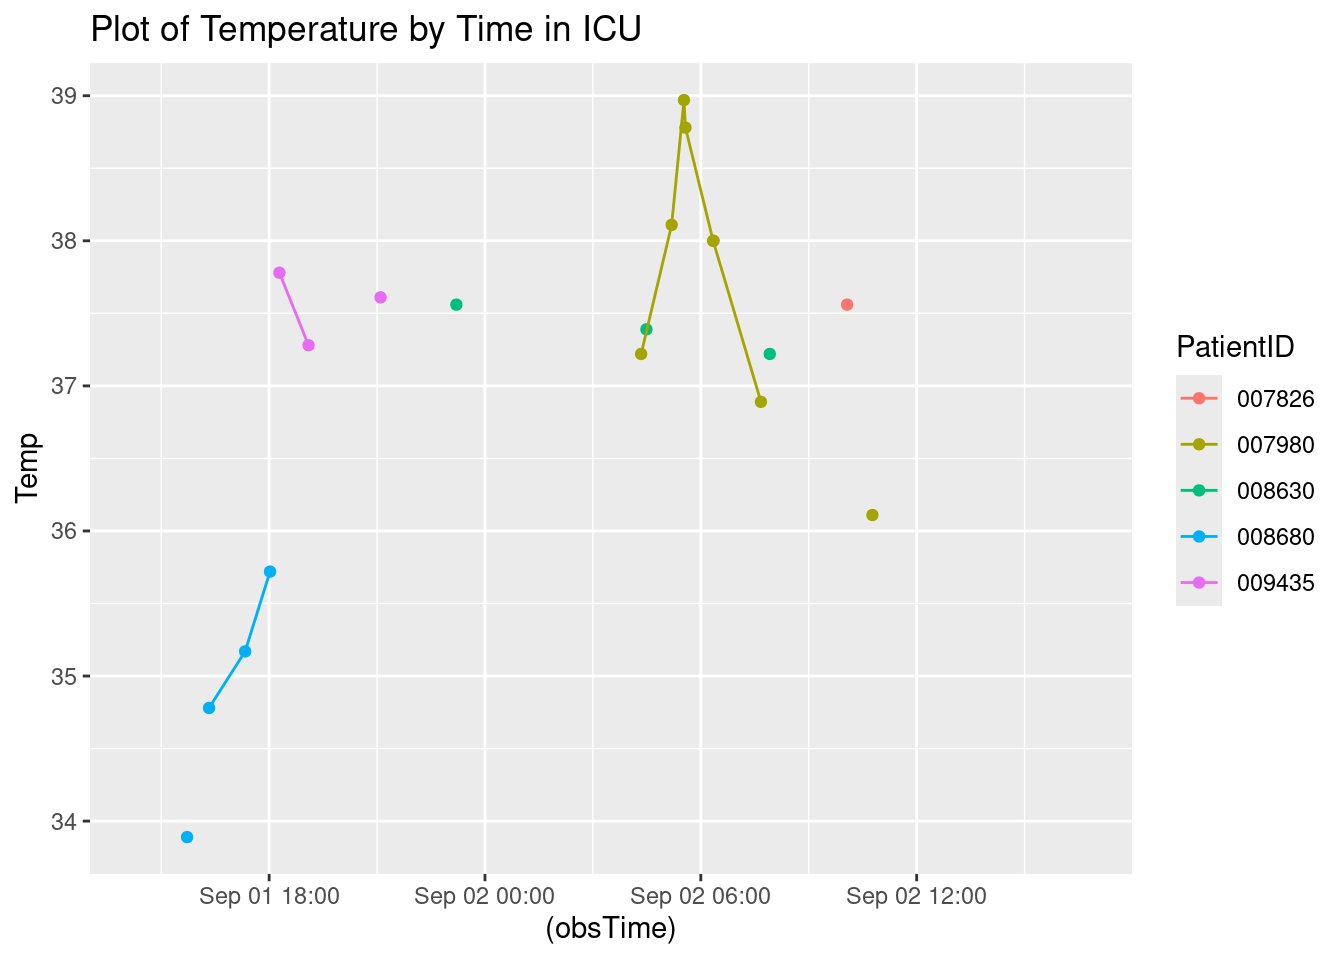 Plot of Temperature by Time in ICU
39
38
37
36
35
34
Temp
Sep 01 18:00 Sep 02 00:00 Sep 02 06:00 Sep 02 12:00
(obsTime)
PatientID
007826
007980
008630
008680
009435